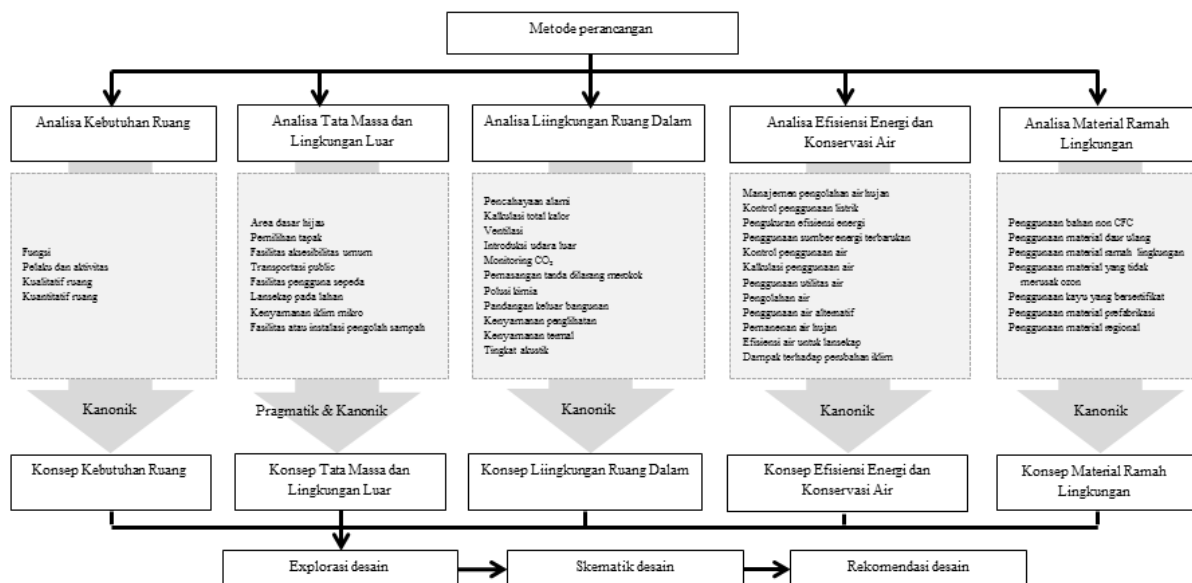 Metode perancangan
Analisa Kebutuhan Ruang
Analisa Tata Massa dan
Lingkungan Luar
Analisa Liingkungan Ruang Dalam
Analisa Efisiensi Energi dan
Konservasi Air
Analisa Material Ramah
Lingkungan
Fungsi
Pelaku dan aktivitas
Kualitatif ruang
Kuantitatif ruang
Area dasar hijau
Pemilihan tapak
Fasilitas aksesibilitas umum
Transportasi public
Fasilitas pengguna sepeda
Lansekap pada lahan
Kenyamanan iklim mikro
Fasilitas atau instalasi pengolah sampah
Pencahayaan alami
Kalkulasi total kalor
Ventilasi
Introduksi udara luar
Monitoring CO₂
Pemasangan tanda dilarang merokok
Polusi kimia
Pandangan keluar bangunan
Kenyamanan penglihatan
Kenyamanan termal
Tingkat akustik
Manajemen pengolahan air hujan
Kontrol penggunaan listrik
Pengukuran efisiensi energi
Penggunaan sumber energi terbarukan
Kontrol penggunaan air
Kalkulasi penggunaan air
Penggunaan utilitas air
Pengolahan air
Penggunaan air alternatif
Pemanenan air hujan
Efisiensi air untuk lansekap
Dampak terhadap perubahan iklim
Penggunaan bahan non CFC
Penggunaan material daur ulang
Penggunaan material ramah lingkungan
Penggunaan material yang tidak
merusak ozon
Penggunaan kayu yang bersertifikat
Penggunaan material prefabrikasi
Penggunaan material regional
Kanonik
Pragmatik & Kanonik
Kanonik
Kanonik
Kanonik
Konsep Kebutuhan Ruang
Konsep Tata Massa dan
Lingkungan Luar
Konsep Liingkungan Ruang Dalam
Konsep Efisiensi Energi dan
Konservasi Air
Konsep Material Ramah
Lingkungan
Explorasi desain
Skematik desain
Rekomendasi desain